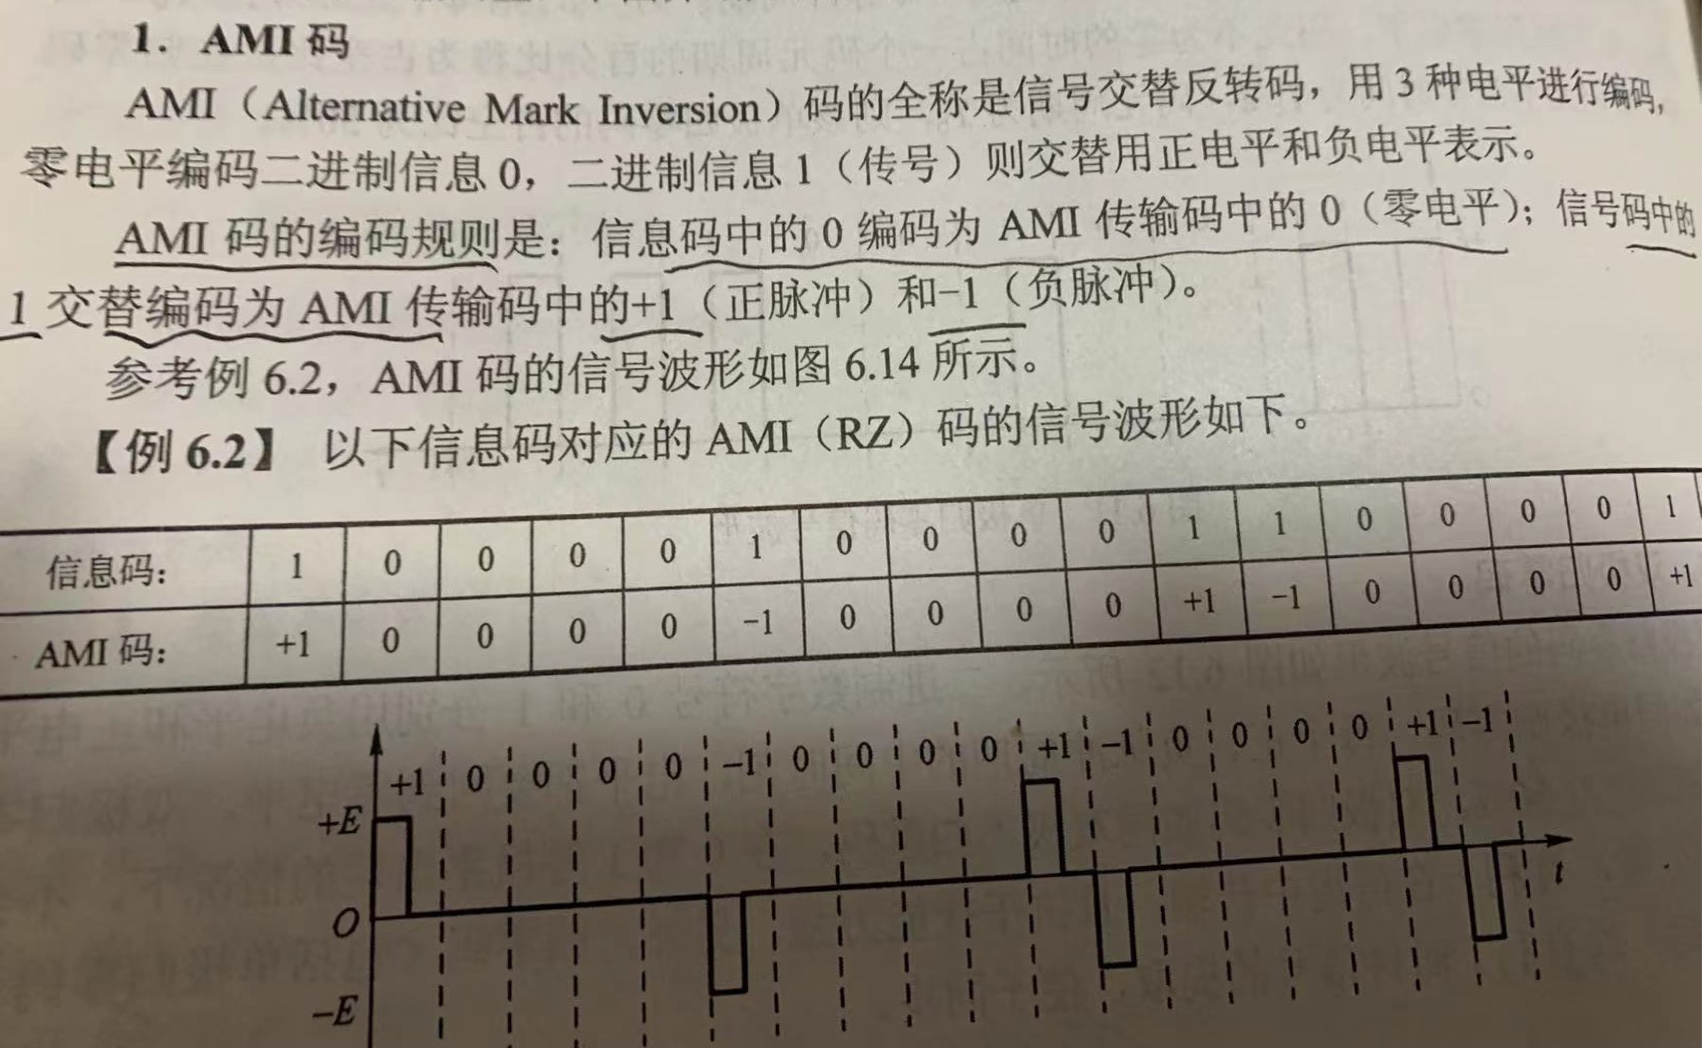 1. AMI 码
AMI（Alternative Mark Inversion）码的全称是信号交替反转码，用 3 种电平进行编码,
零电平编码二进制信息 0，二进制信息 1（传号）则交替用正电平和负电平表示。
AMI 码的编码规则是：信息码中的 0 编码为 AMI 传输码中的 0（零电平）；信号码中的
1 交替编码为 AMI 传输码中的+1（正脉冲）和-1（负脉冲）。
参考例 6.2，AMI 码的信号波形如图 6.14 所示。
【例 6.2】 以下信息码对应的 AMI（RZ）码的信号波形如下。
信息码： 1 0 0 0 0 1 0 0 0 0 1 1 0 0 0 0 1
AMI 码： +1 0 0 0 0 -1 0 0 0 0 +1 -1 0 0 0 0 +1
+1 0 0 0 0 -1 0 0 0 0 +1 -1 0 0 0 0 +1 -1
+E
O
t
-E